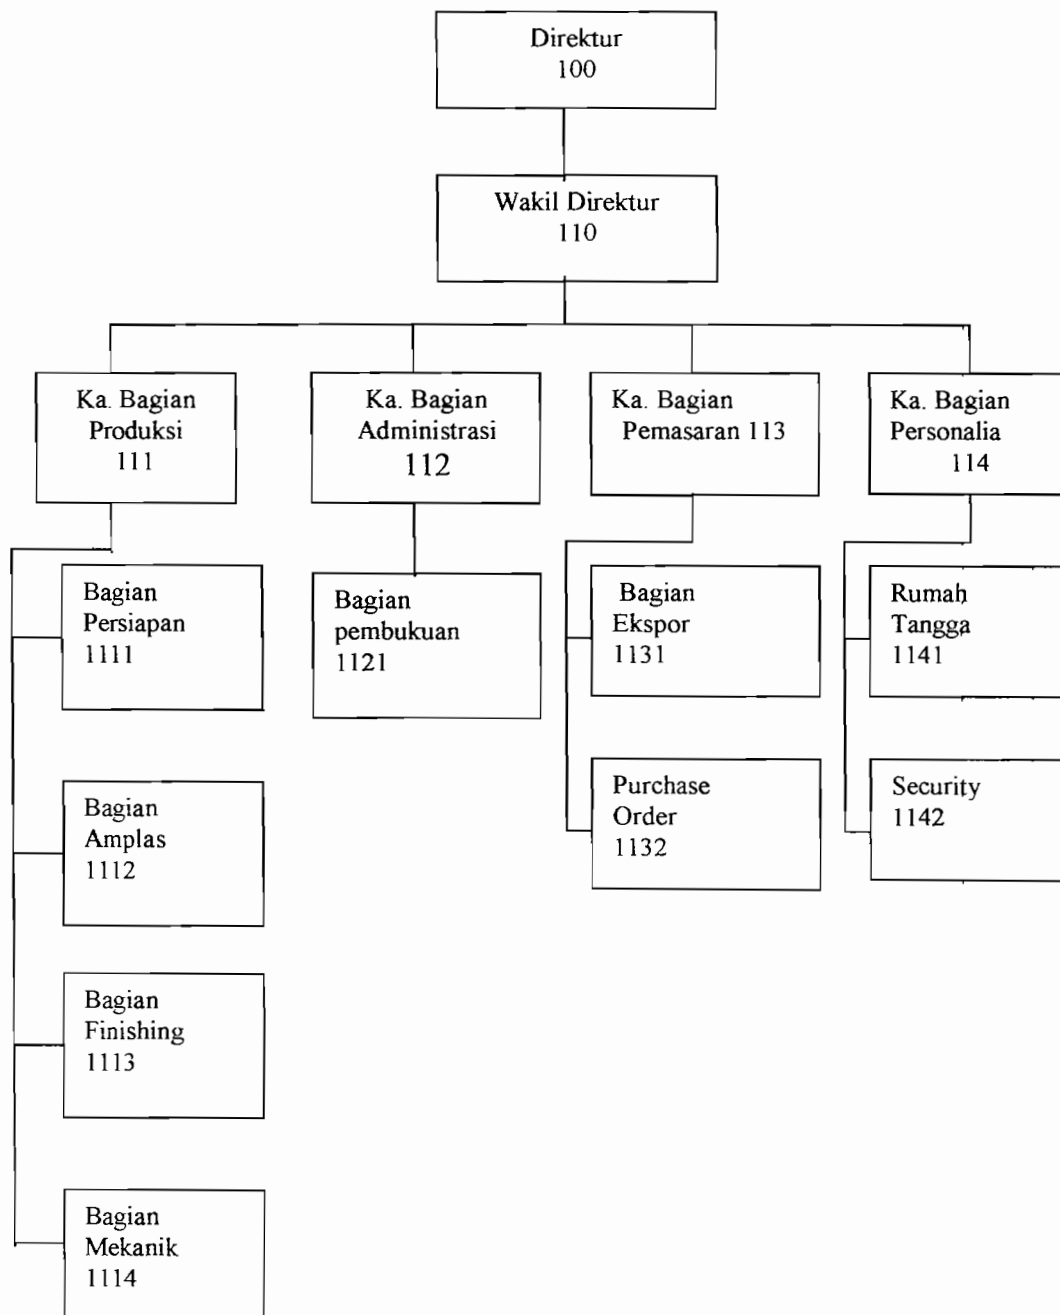 Direktur
100
Wakil Direktur
110
Ka. Bagian
Produksi
111
Ka. Bagian
Administrasi
112
Ka. Bagian
Pemasaran 113
Ka. Bagian
Personalia
114
Bagian
Persiapan
1111
Bagian
pembukuan
1121
Bagian
Ekspor
1131
Rumah
Tangga
1141
Bagian
Amplas
1112
Purchase
Order
1132
Security
1142
Bagian
Finishing
1113
Bagian
Mekanik
1114